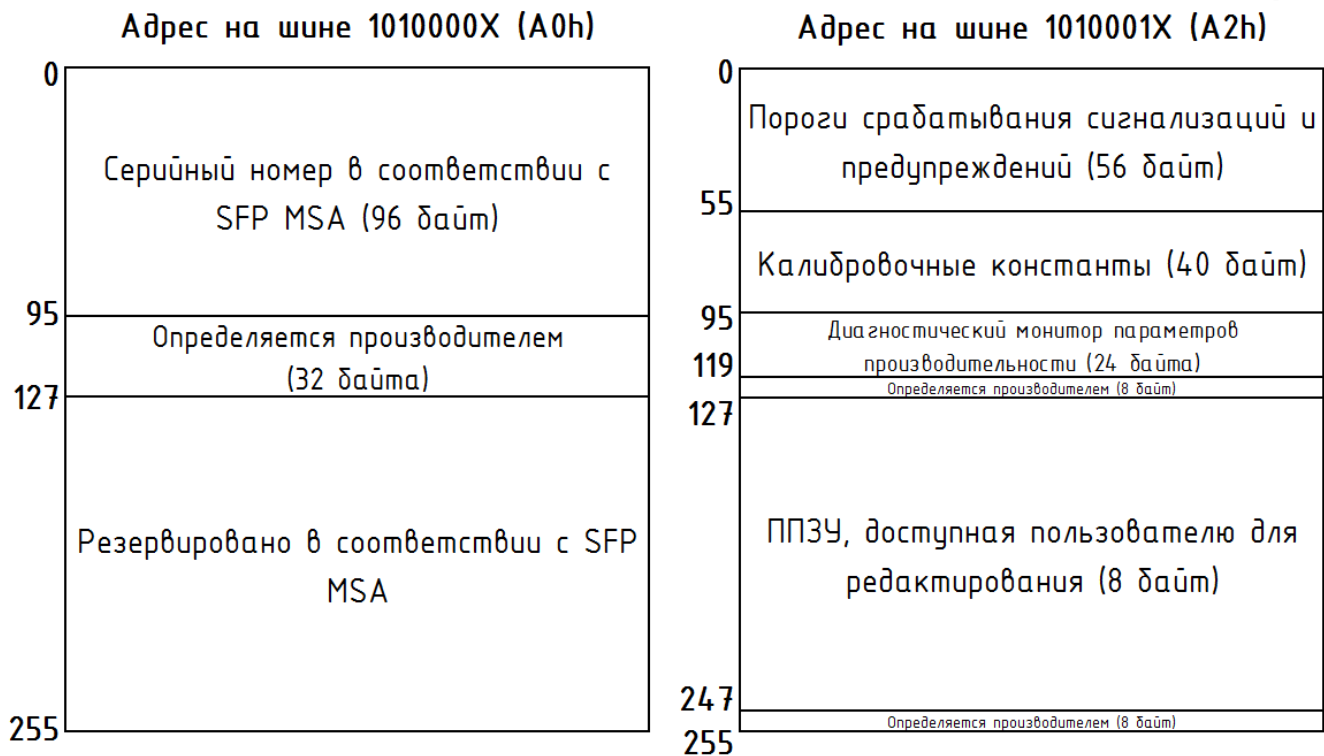 Адрес на шине 1010000X (A0h)
0
Серийный номер в соответствии с
SFP MSA (96 байт)
95
Определяется производителем
(32 байта)
127
Резервировано в соответствии с SFP
MSA
255
Адрес на шине 1010001X (A2h)
0
Пороги срабатывания сигнализаций и
предупреждений (56 байт)
55
Калибровочные константы (40 байт)
95
Диагностический монитор параметров
119
производительности (24 байта)
Определяется производителем (8 байт)
127
ППЗУ, доступная пользователю для
редактирования (8 байт)
247
Определяется производителем (8 байт)
255